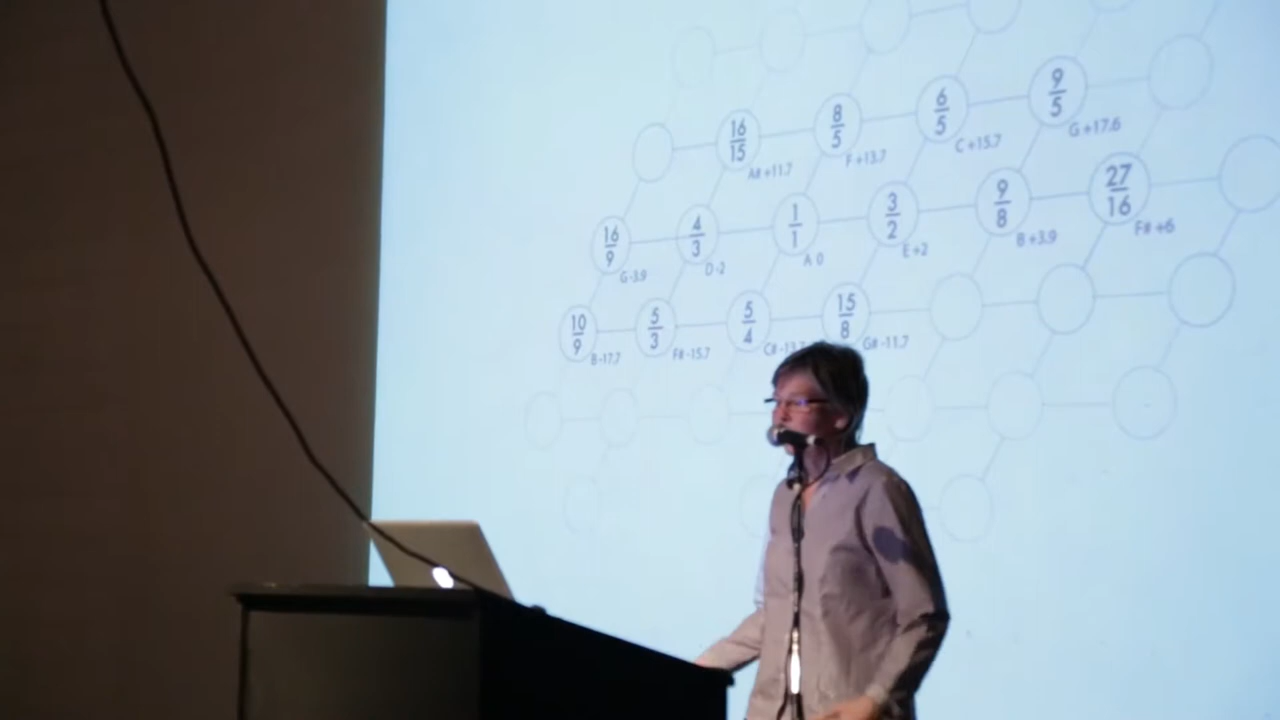 16/15 8/5 6/5 9/5
A# +11.7 F +13.7 C +15.7 G +17.6
16/9 4/3 1/1 3/2 9/8 27/16
G -3.9 D -2 A 0 E +2 B +3.9 F# +6
10/9 5/3 5/4 15/8
B -17.7 F# -15.7 C# -13.7 G# -11.7